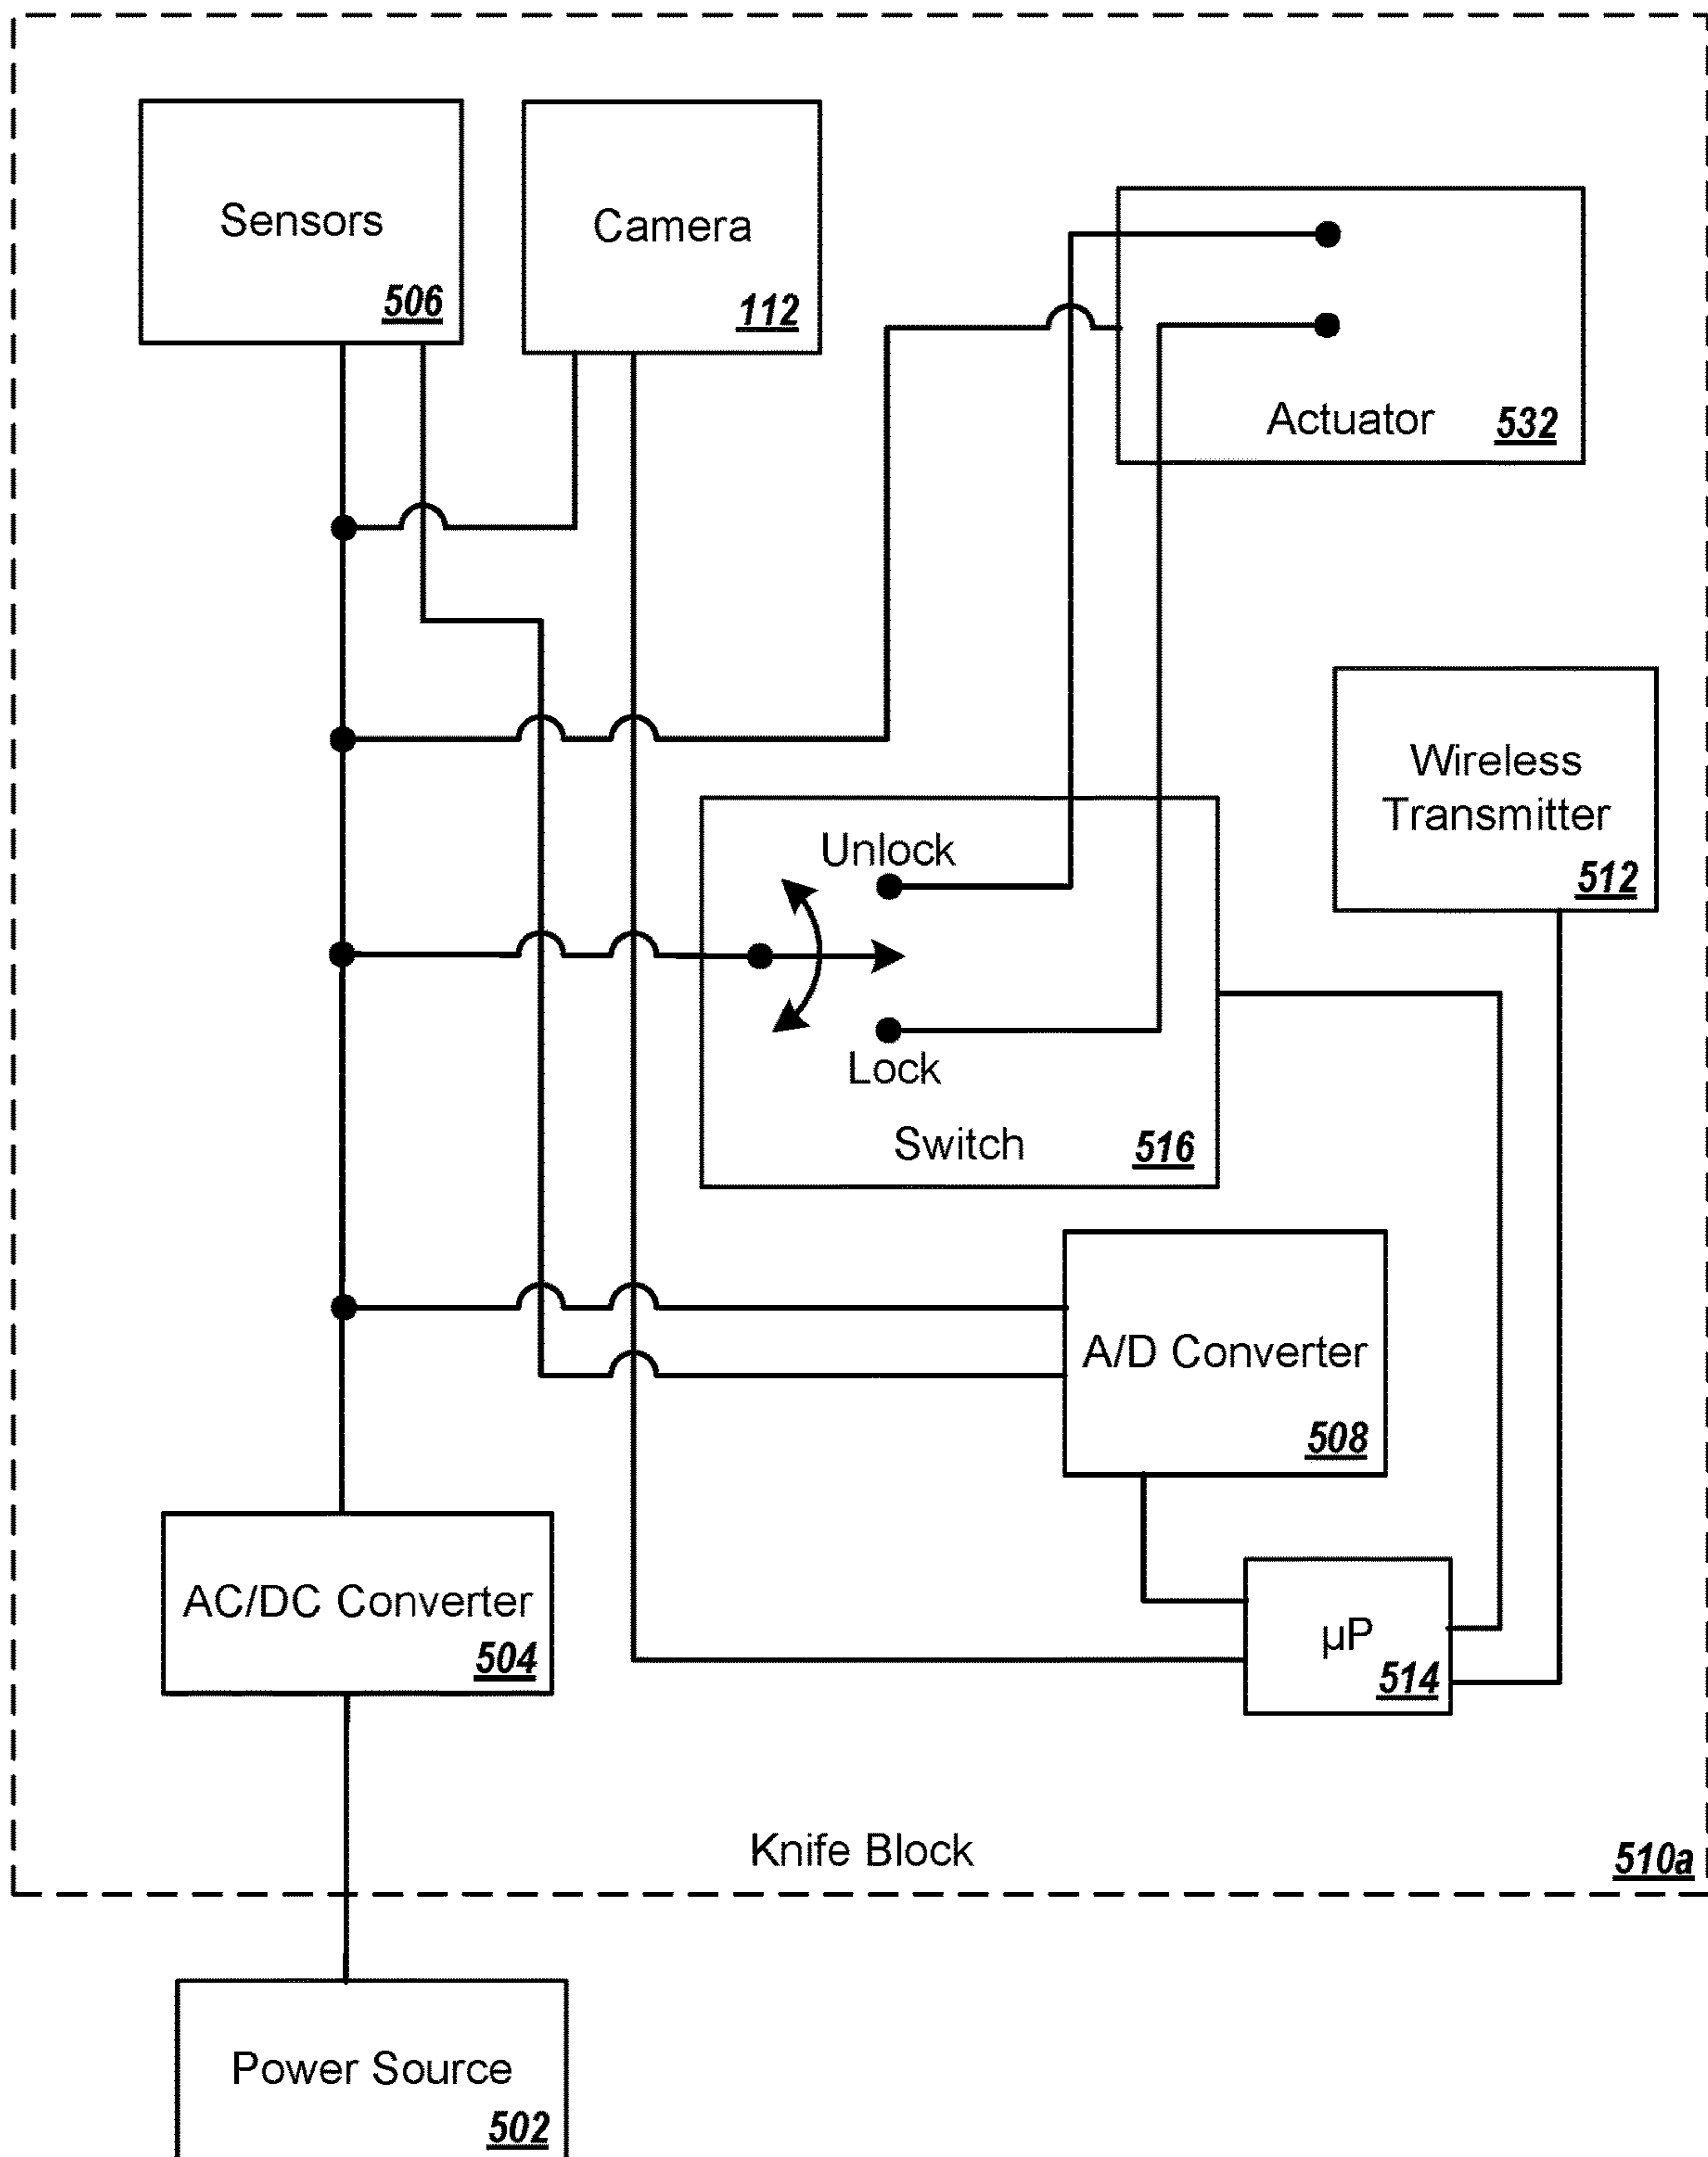 Sensors
506
Camera
112
Actuator
532
Wireless
Transmitter
512
Unlock
Lock
Switch
516
A/D Converter
508
AC/DC Converter
504
µP
514
Knife Block
510a
Power Source
502